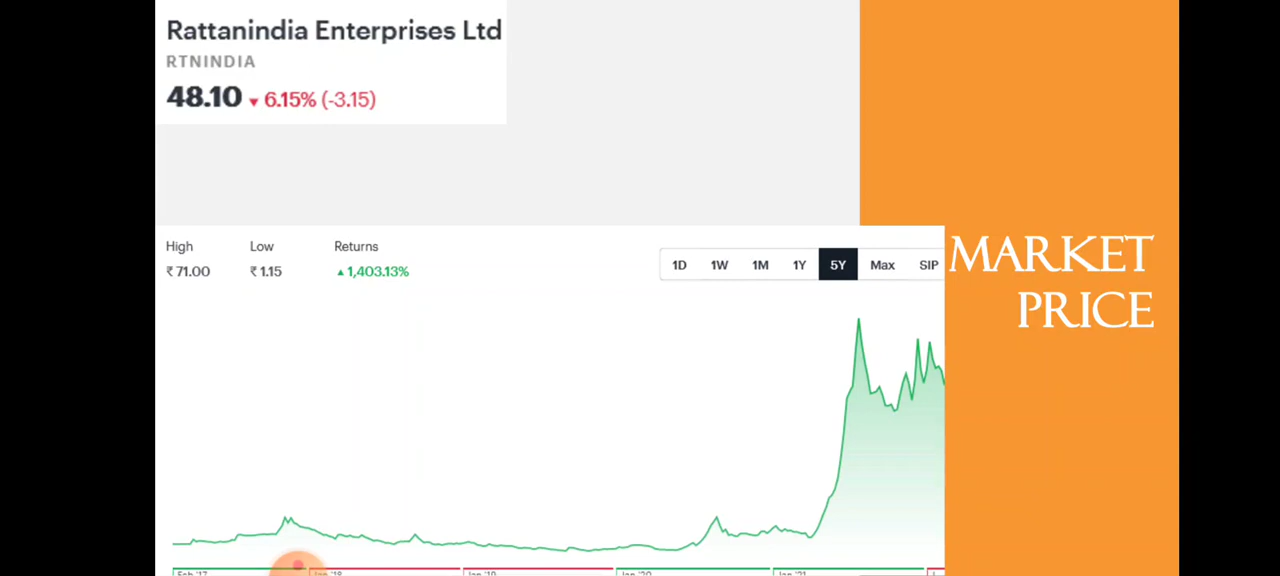 Rattanindia Enterprises Ltd
RTNINDIA
48.10 ▼ 6.15% (-3.15)
High Low Returns
₹71.00 ₹1.15 ▲1,403.13%
1D 1W 1M 1Y 5Y Max SIP
MARKET
PRICE